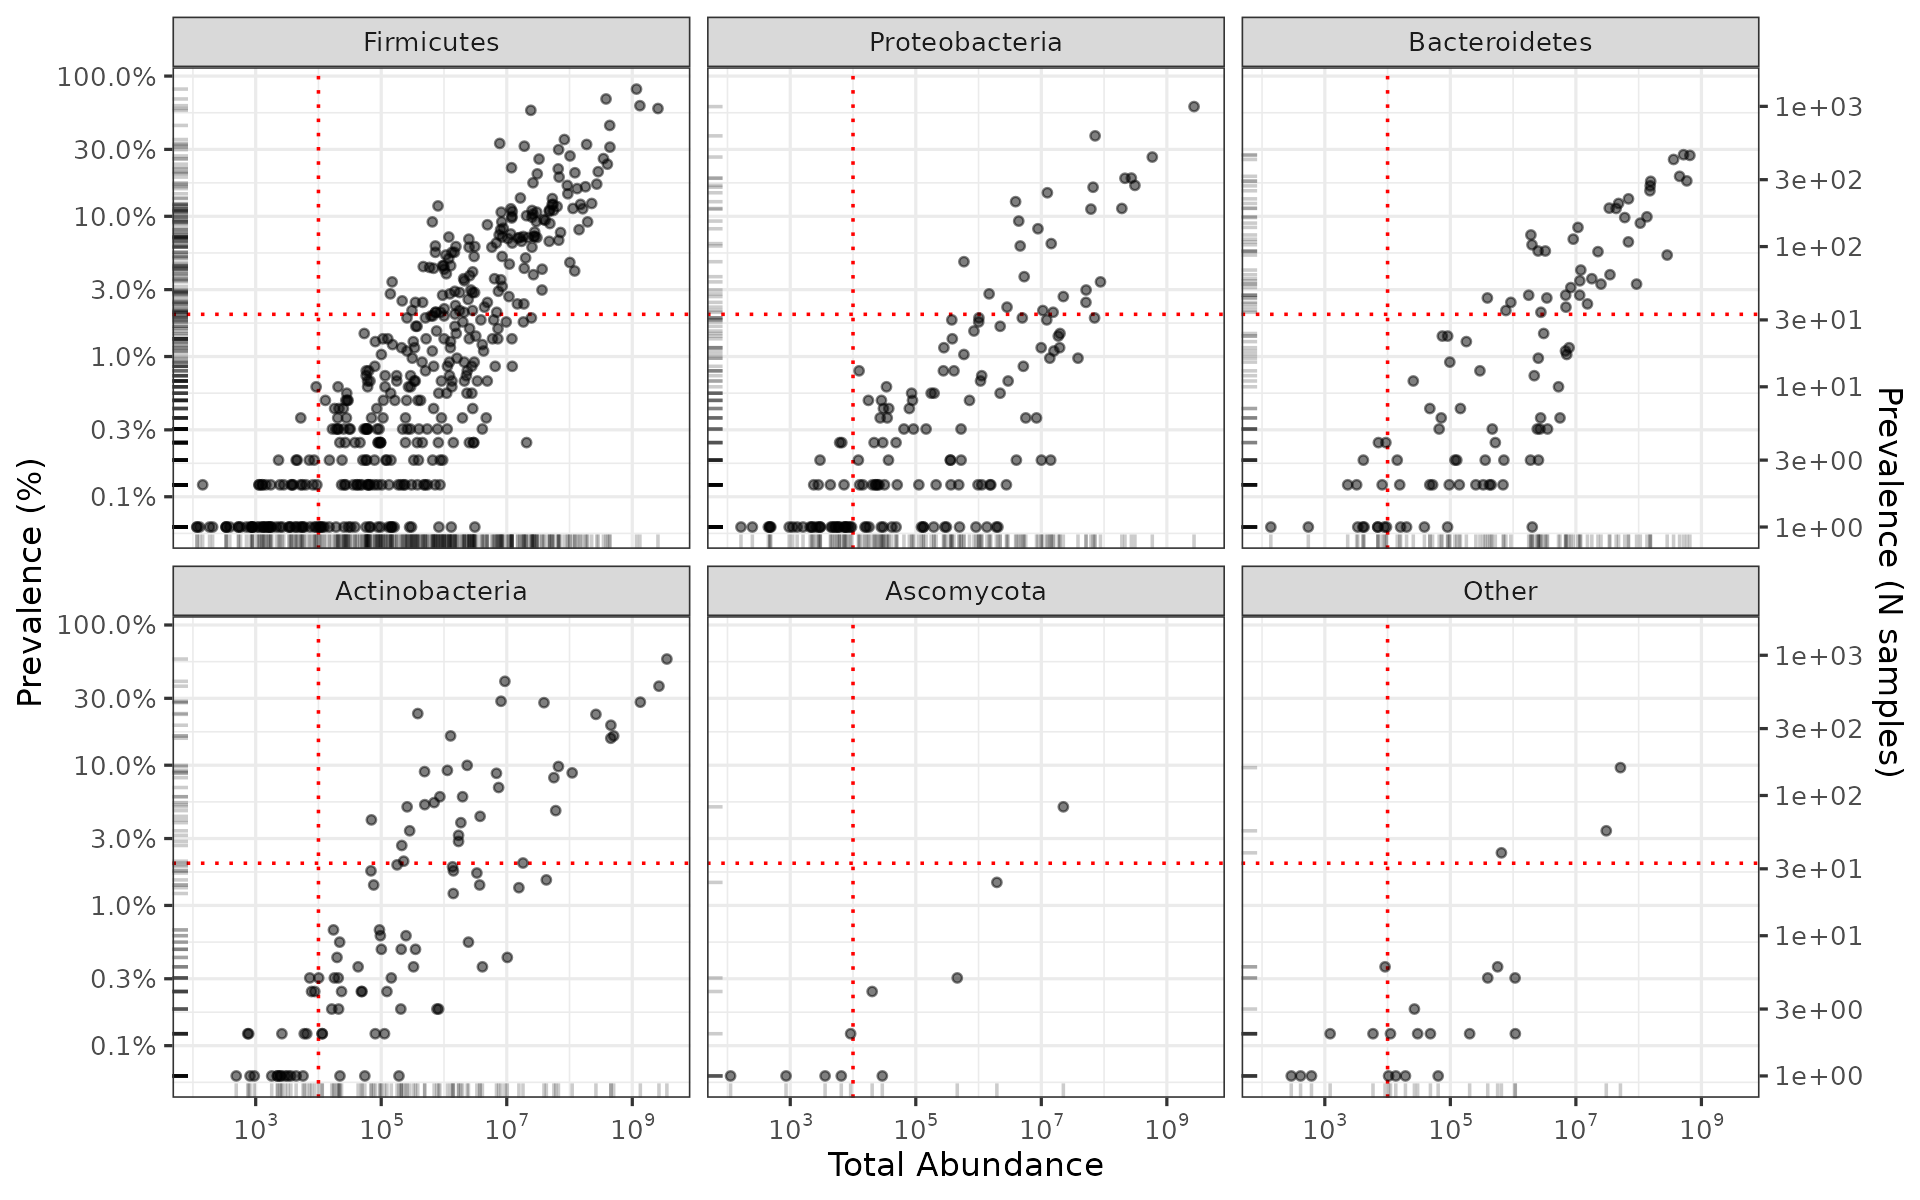 Firmicutes
Proteobacteria
Bacteroidetes
100.0%
30.0%
10.0%
3.0%
1.0%
0.3%
0.1%
1e+03
3e+02
1e+02
3e+01
1e+01
3e+00
1e+00
Actinobacteria
Ascomycota
Other
100.0%
30.0%
10.0%
3.0%
1.0%
0.3%
0.1%
1e+03
3e+02
1e+02
3e+01
1e+01
3e+00
1e+00
10³ 10⁵ 10⁷ 10⁹
10³ 10⁵ 10⁷ 10⁹
10³ 10⁵ 10⁷ 10⁹
Total Abundance
Prevalence (%)
Prevalence (N samples)